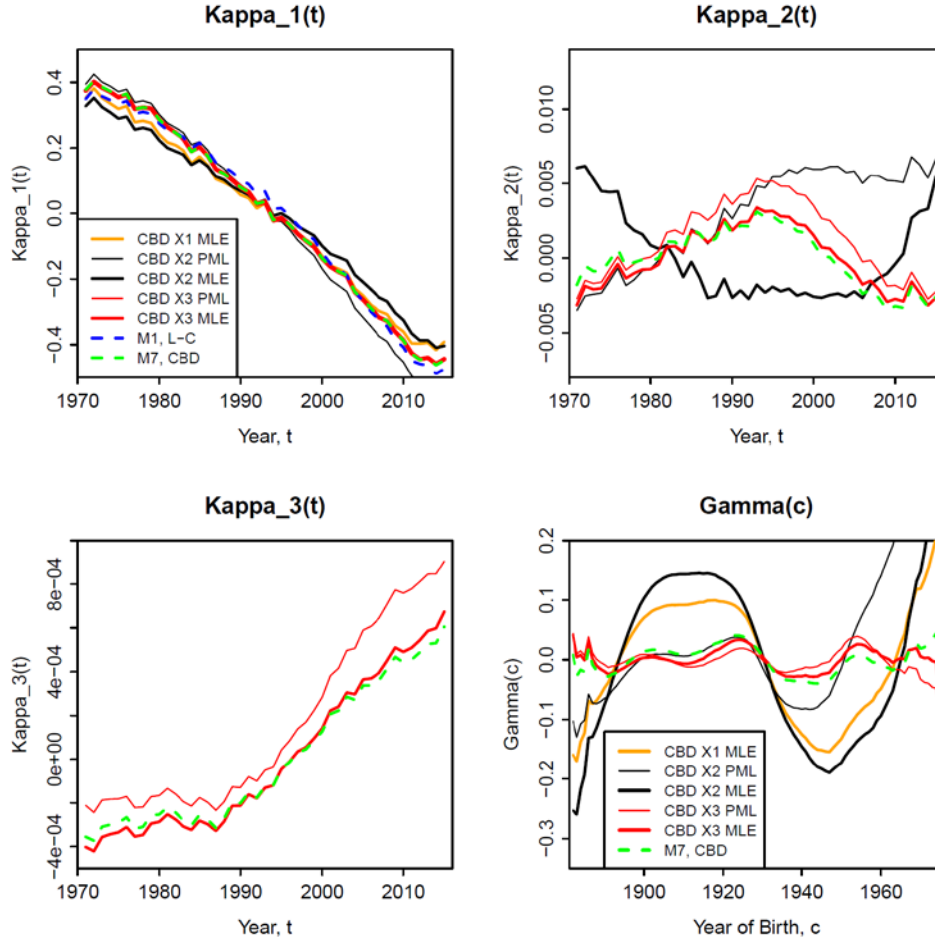 Kappa_1(t)
Kappa_1(t)
0.4
0.2
0.0
−0.2
−0.4
CBD X1 MLE
CBD X2 PML
CBD X2 MLE
CBD X3 PML
CBD X3 MLE
M1, L−C
M7, CBD
1970 1980 1990 2000 2010
Year, t
Kappa_2(t)
Kappa_2(t)
0.010
0.005
0.000
−0.005
1970 1980 1990 2000 2010
Year, t
Kappa_3(t)
Kappa_3(t)
8e−04
4e−04
0e+00
−4e−04
1970 1980 1990 2000 2010
Year, t
Gamma(c)
Gamma(c)
0.2
0.1
0.0
−0.1
−0.2
−0.3
CBD X1 MLE
CBD X2 PML
CBD X2 MLE
CBD X3 PML
CBD X3 MLE
M7, CBD
1900 1920 1940 1960
Year of Birth, c